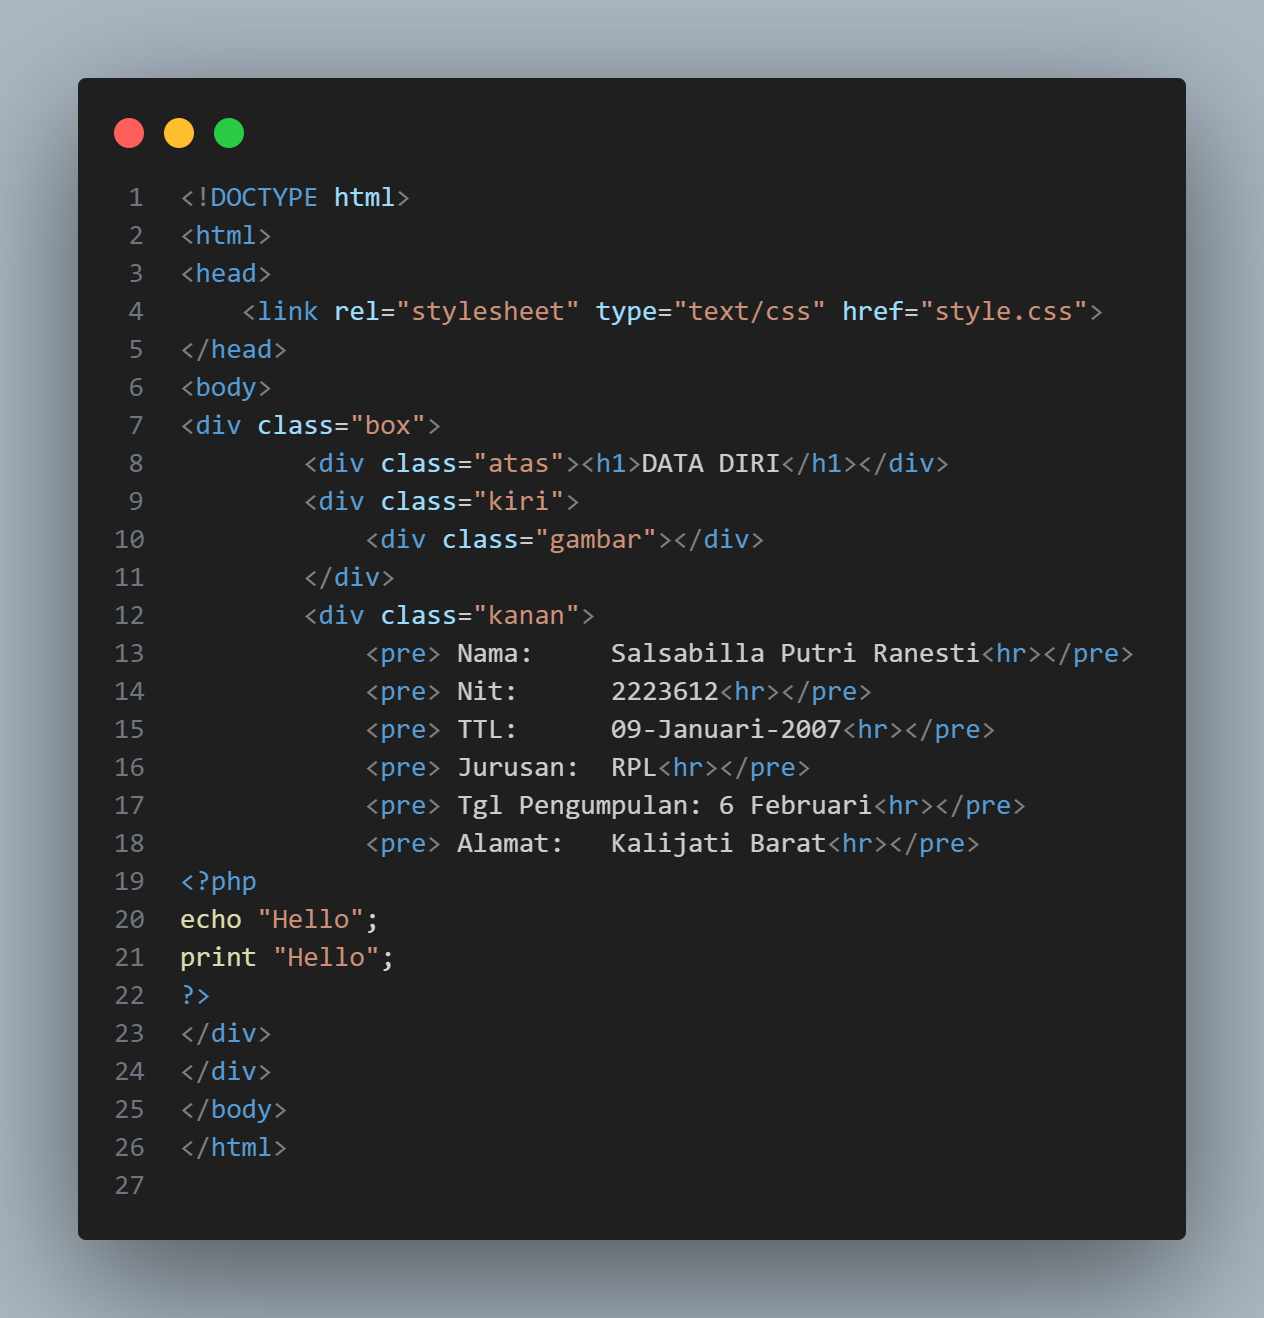 1 <!DOCTYPE html>
2 <html>
3 <head>
4     <link rel="stylesheet" type="text/css" href="style.css">
5 </head>
6 <body>
7 <div class="box">
8         <div class="atas"><h1>DATA DIRI</h1></div>
9         <div class="kiri">
10             <div class="gambar"></div>
11         </div>
12         <div class="kanan">
13             <pre> Nama:     Salsabilla Putri Ranesti<hr></pre>
14             <pre> Nit:      2223612<hr></pre>
15             <pre> TTL:      09-Januari-2007<hr></pre>
16             <pre> Jurusan:  RPL<hr></pre>
17             <pre> Tgl Pengumpulan: 6 Februari<hr></pre>
18             <pre> Alamat:   Kalijati Barat<hr></pre>
19 <?php
20 echo "Hello";
21 print "Hello";
22 ?>
23 </div>
24 </div>
25 </body>
26 </html>
27